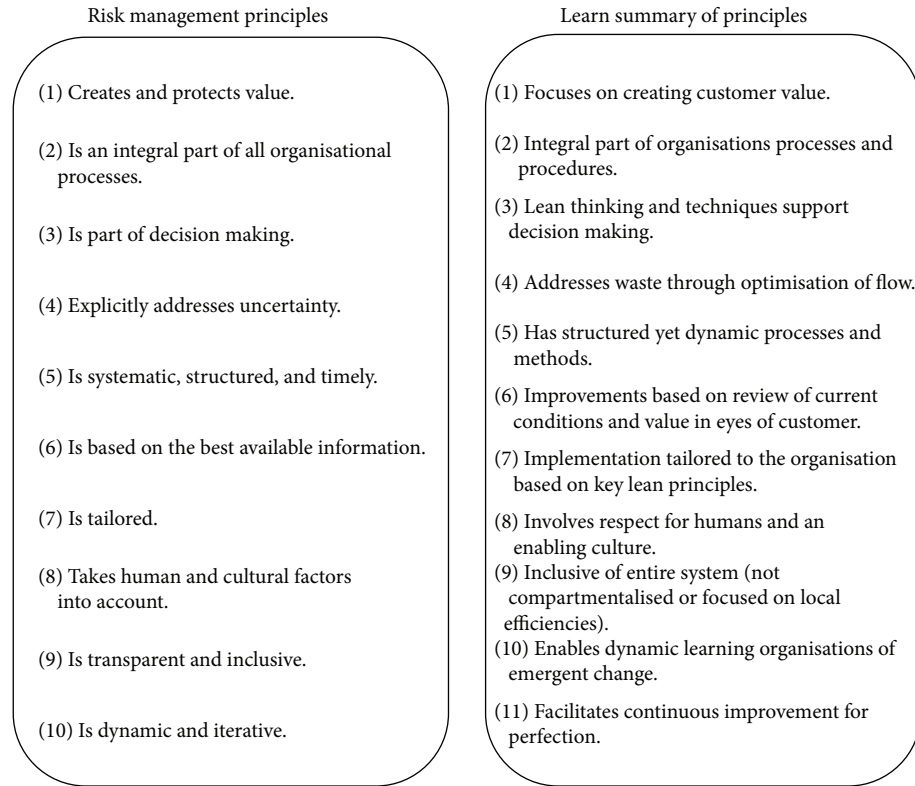 Risk management principles
(1) Creates and protects value.
(2) Is an integral part of all organisational
processes.
(3) Is part of decision making.
(4) Explicitly addresses uncertainty.
(5) Is systematic, structured, and timely.
(6) Is based on the best available information.
(7) Is tailored.
(8) Takes human and cultural factors
into account.
(9) Is transparent and inclusive.
(10) Is dynamic and iterative.
Learn summary of principles
(1) Focuses on creating customer value.
(2) Integral part of organisations processes and
procedures.
(3) Lean thinking and techniques support
decision making.
(4) Addresses waste through optimisation of flow.
(5) Has structured yet dynamic processes and
methods.
(6) Improvements based on review of current
conditions and value in eyes of customer.
(7) Implementation tailored to the organisation
based on key lean principles.
(8) Involves respect for humans and an
enabling culture.
(9) Inclusive of entire system (not
compartmentalised or focused on local
efficiencies).
(10) Enables dynamic learning organisations of
emergent change.
(11) Facilitates continuous improvement for
perfection.